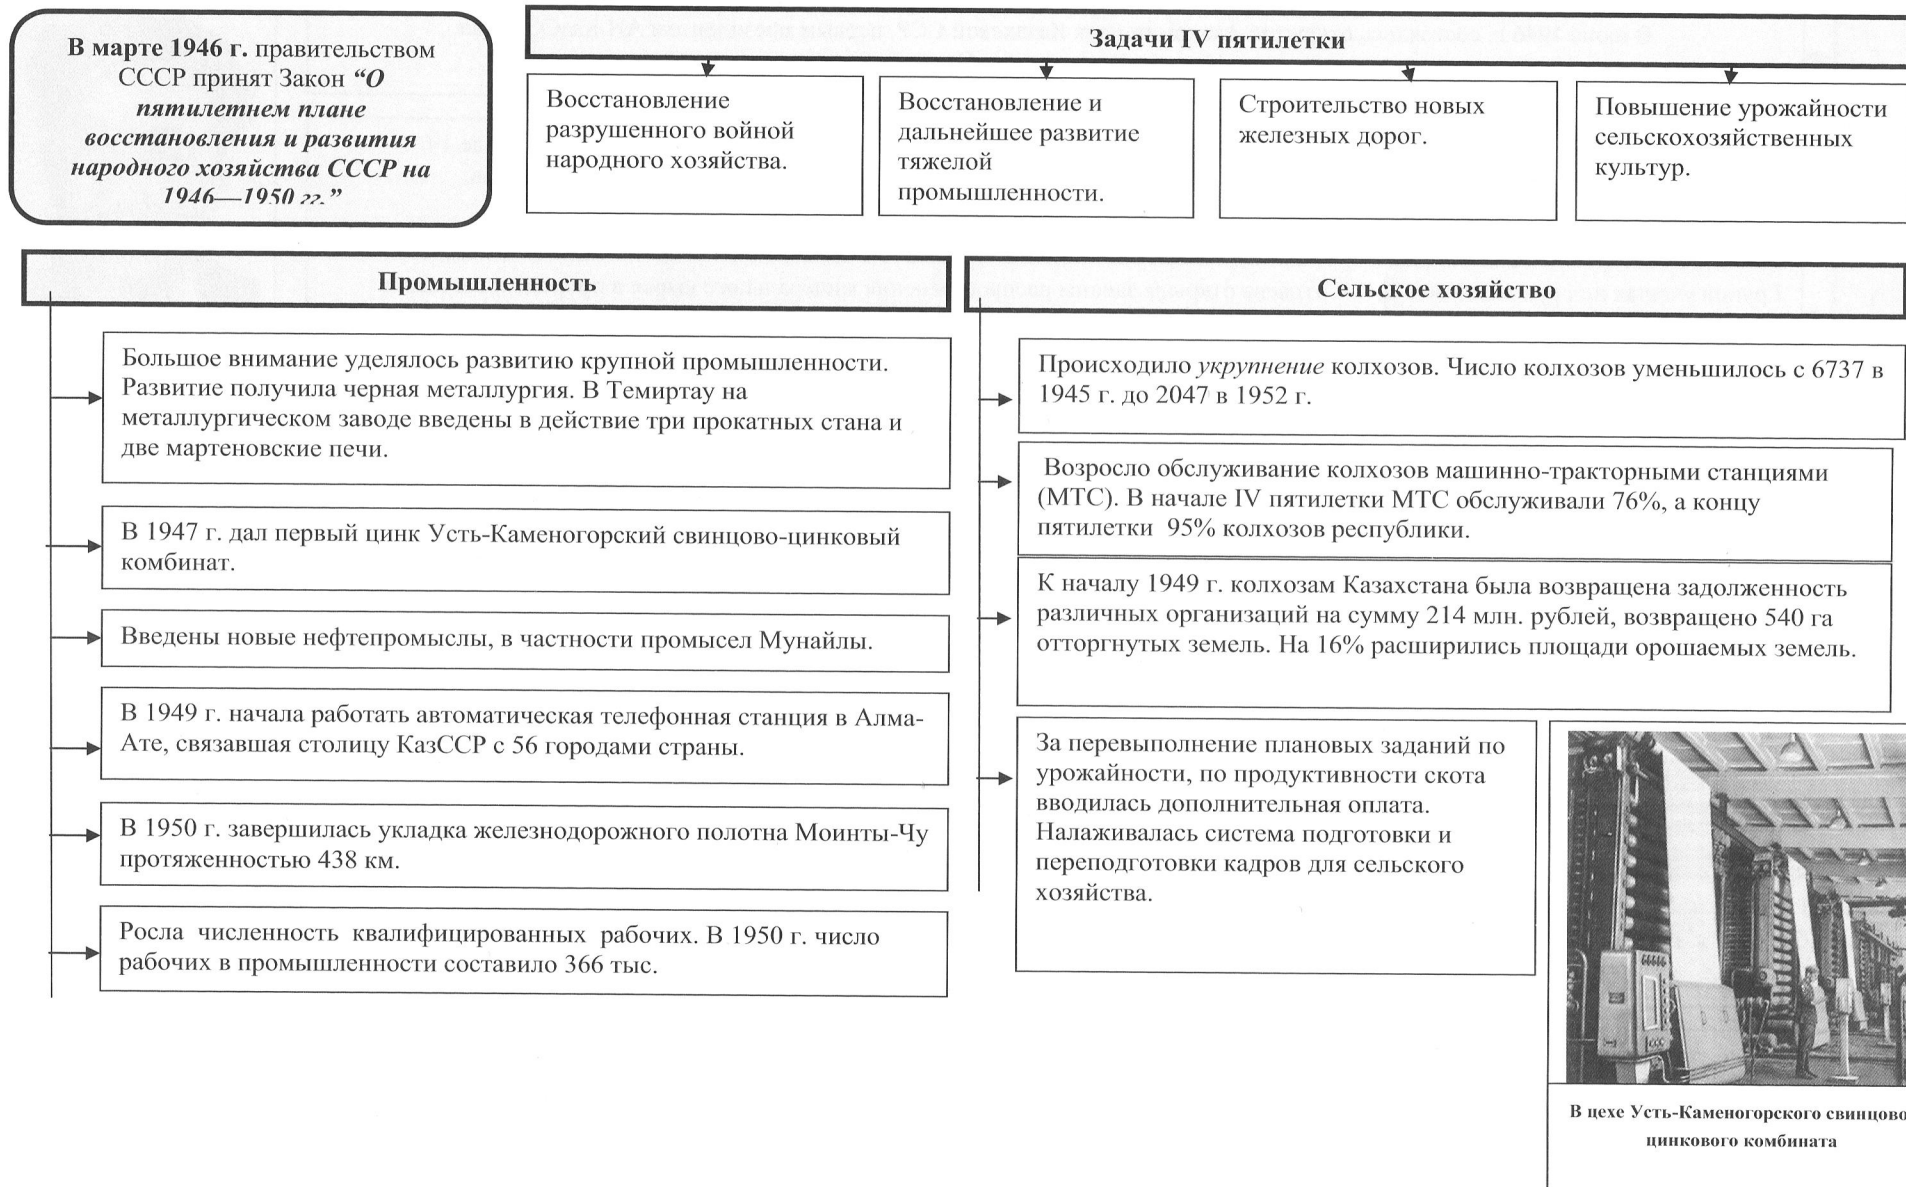 В марте 1946 г. правительством
СССР принят Закон “О
пятилетнем плане
восстановления и развития
народного хозяйства СССР на
1946—1950 гг.”
Задачи IV пятилетки
Восстановление
разрушенного войной
народного хозяйства.
Восстановление и
дальнейшее развитие
тяжелой
промышленности.
Строительство новых
железных дорог.
Повышение урожайности
сельскохозяйственных
культур.
Промышленность
Большое внимание уделялось развитию крупной промышленности.
Развитие получила черная металлургия. В Темиртау на
металлургическом заводе введены в действие три прокатных стана и
две мартеновские печи.
В 1947 г. дал первый цинк Усть-Каменогорский свинцово-цинковый
комбинат.
Введены новые нефтепромыслы, в частности промысел Мунайлы.
В 1949 г. начала работать автоматическая телефонная станция в Алма-
Ате, связавшая столицу КазССР с 56 городами страны.
В 1950 г. завершилась укладка железнодорожного полотна Моинты-Чу
протяженностью 438 км.
Росла численность квалифицированных рабочих. В 1950 г. число
рабочих в промышленности составило 366 тыс.
Сельское хозяйство
Происходило укрупнение колхозов. Число колхозов уменьшилось с 6737 в
1945 г. до 2047 в 1952 г.
Возросло обслуживание колхозов машинно-тракторными станциями
(МТС). В начале IV пятилетки МТС обслуживали 76%, а концу
пятилетки 95% колхозов республики.
К началу 1949 г. колхозам Казахстана была возвращена задолженность
различных организаций на сумму 214 млн. рублей, возвращено 540 га
отторгнутых земель. На 16% расширились площади орошаемых земель.
За перевыполнение плановых заданий по
урожайности, по продуктивности скота
вводилась дополнительная оплата.
Налаживалась система подготовки и
переподготовки кадров для сельского
хозяйства.
В цехе Усть-Каменогорского свинцово
цинкового комбината